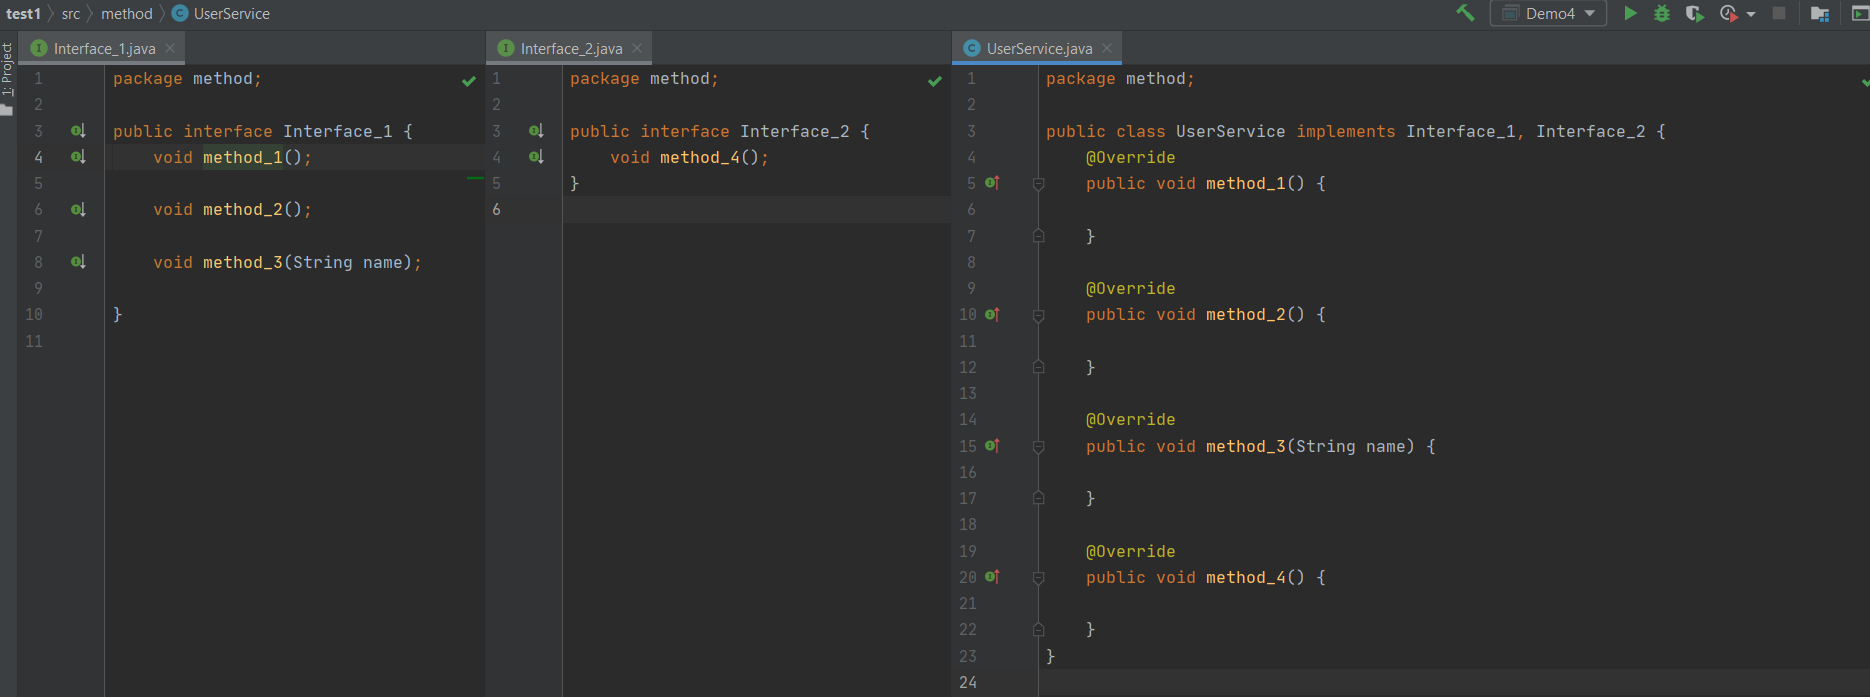 test1 src method UserService
Demo4
1: Project
Interface_1.java
1 package method;
2
3 public interface Interface_1 {
4     void method_1();
5
6     void method_2();
7
8     void method_3(String name);
9
10 }
11
Interface_2.java
1 package method;
2
3 public interface Interface_2 {
4     void method_4();
5 }
6
UserService.java
1 package method;
2
3 public class UserService implements Interface_1, Interface_2 {
4     @Override
5     public void method_1() {
6
7     }
8
9     @Override
10     public void method_2() {
11
12     }
13
14     @Override
15     public void method_3(String name) {
16
17     }
18
19     @Override
20     public void method_4() {
21
22     }
23 }
24